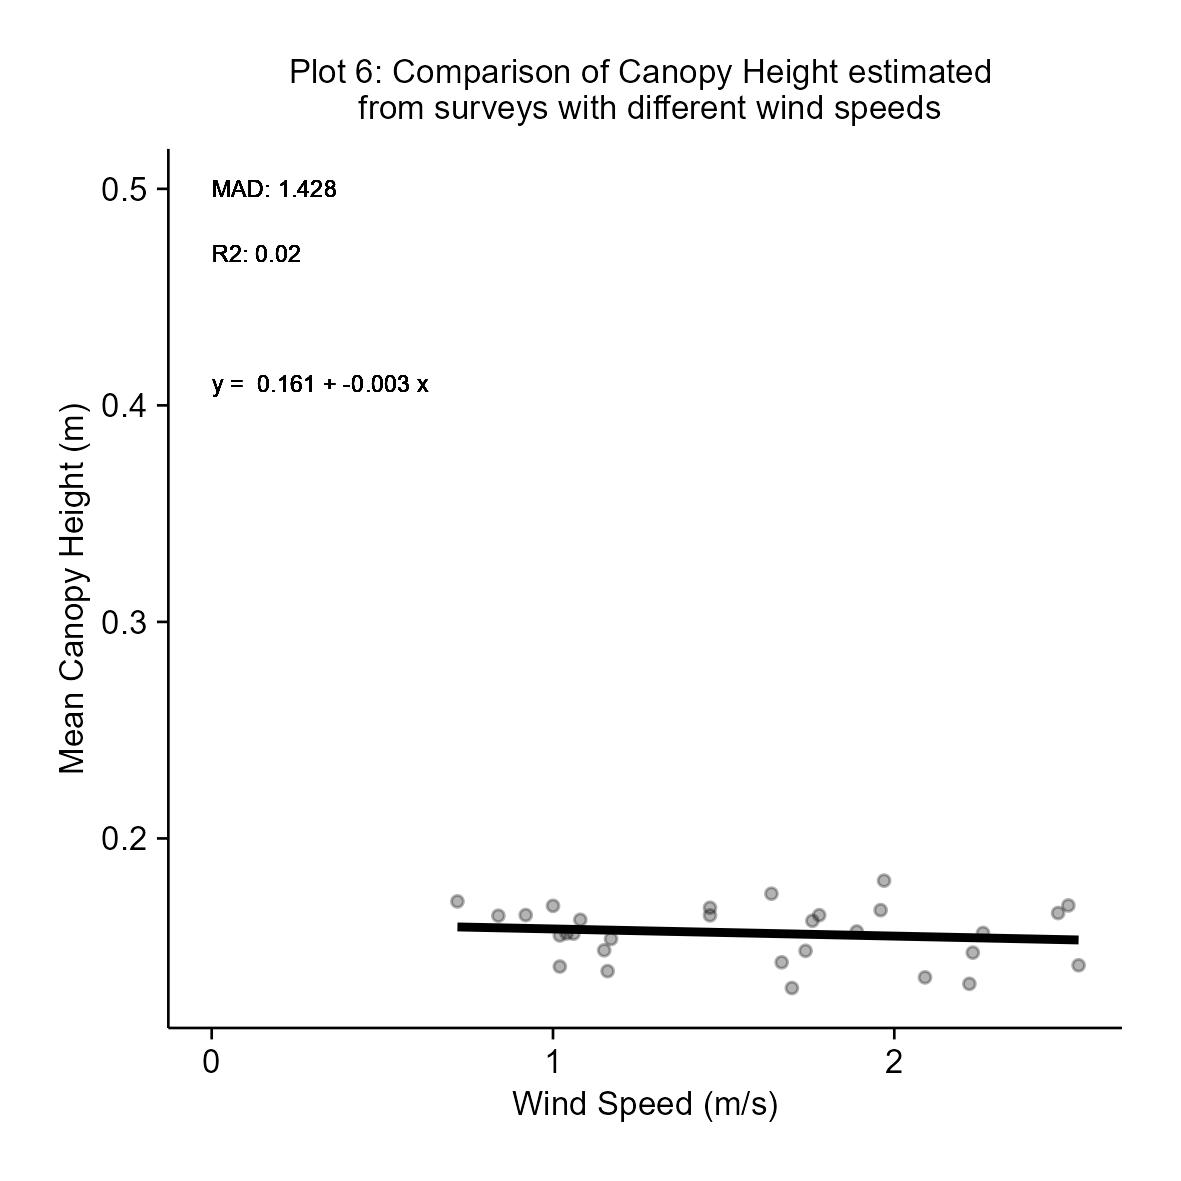 Plot 6: Comparison of Canopy Height estimated
from surveys with different wind speeds
MAD: 1.428
R2: 0.02
y =  0.161 + -0.003 x
Mean Canopy Height (m)
0.5
0.4
0.3
0.2
0
1
2
Wind Speed (m/s)